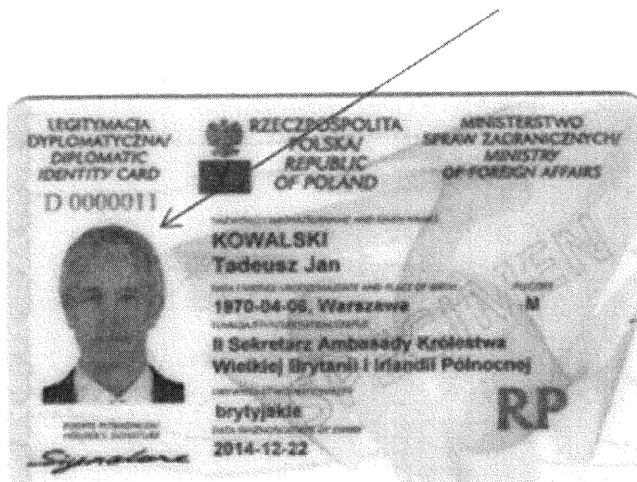 LEGITYMACJA
DYPLOMATYCZNA/
DIPLOMATIC
IDENTITY CARD
D 0000011
RZECZPOSPOLITA
POLSKA/
REPUBLIC
OF POLAND
MINISTERSTWO
SPRAW ZAGRANICZNYCH/
MINISTRY
OF FOREIGN AFFAIRS
KOWALSKI
Tadeusz Jan
1970-04-06, Warszawa
M
II Sekretarz Ambasady Królestwa
Wielkiej Brytanii i Irlandii Północnej
brytyjskie
2014-12-22
RP